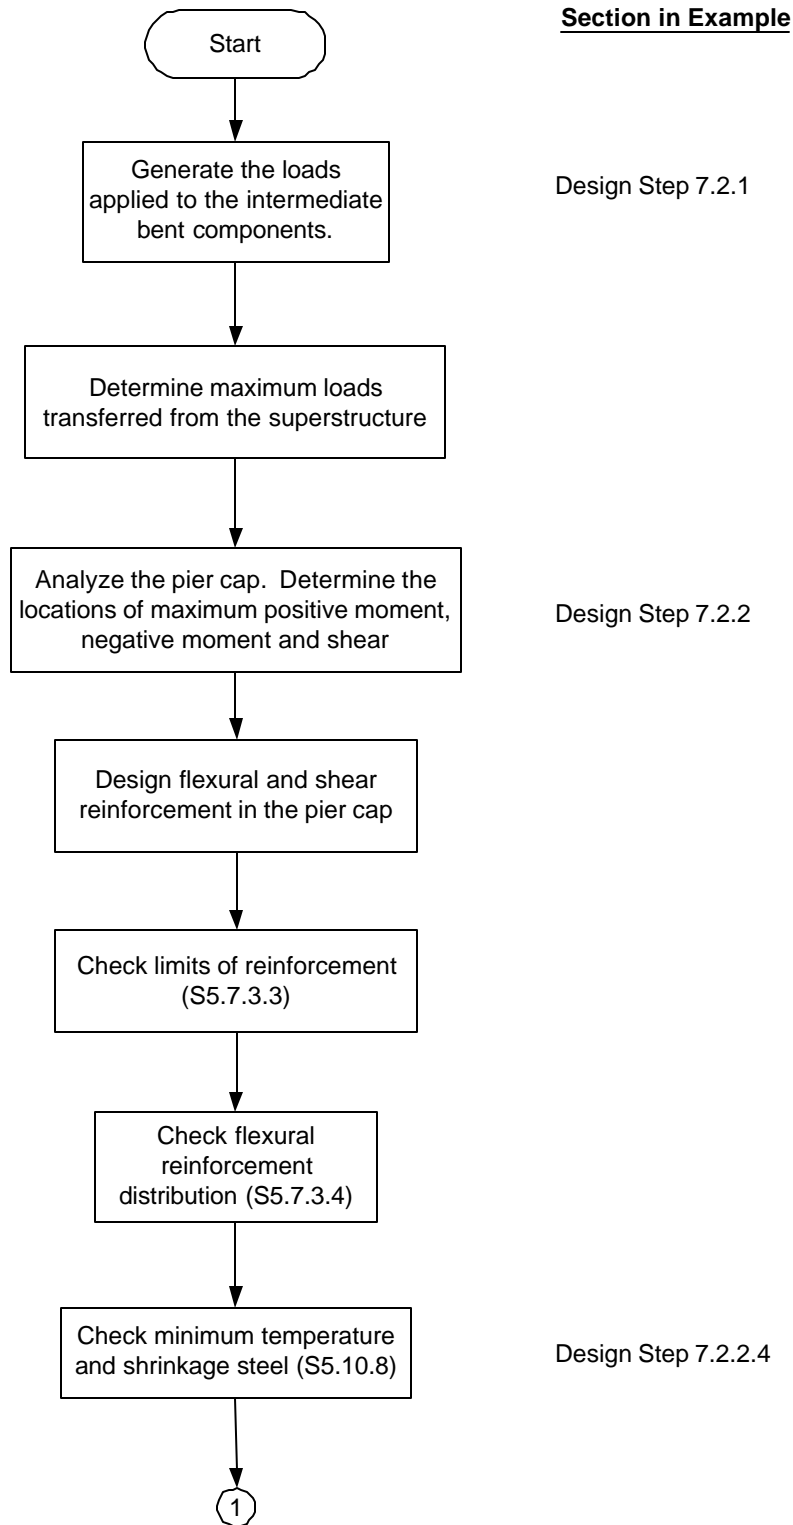 Section in Example
Start
Generate the loads
applied to the intermediate
bent components.
Design Step 7.2.1
Determine maximum loads
transferred from the superstructure
Analyze the pier cap.  Determine the
locations of maximum positive moment,
negative moment and shear
Design Step 7.2.2
Design flexural and shear
reinforcement in the pier cap
Check limits of reinforcement
(S5.7.3.3)
Check flexural
reinforcement
distribution (S5.7.3.4)
Check minimum temperature
and shrinkage steel (S5.10.8)
Design Step 7.2.2.4
1